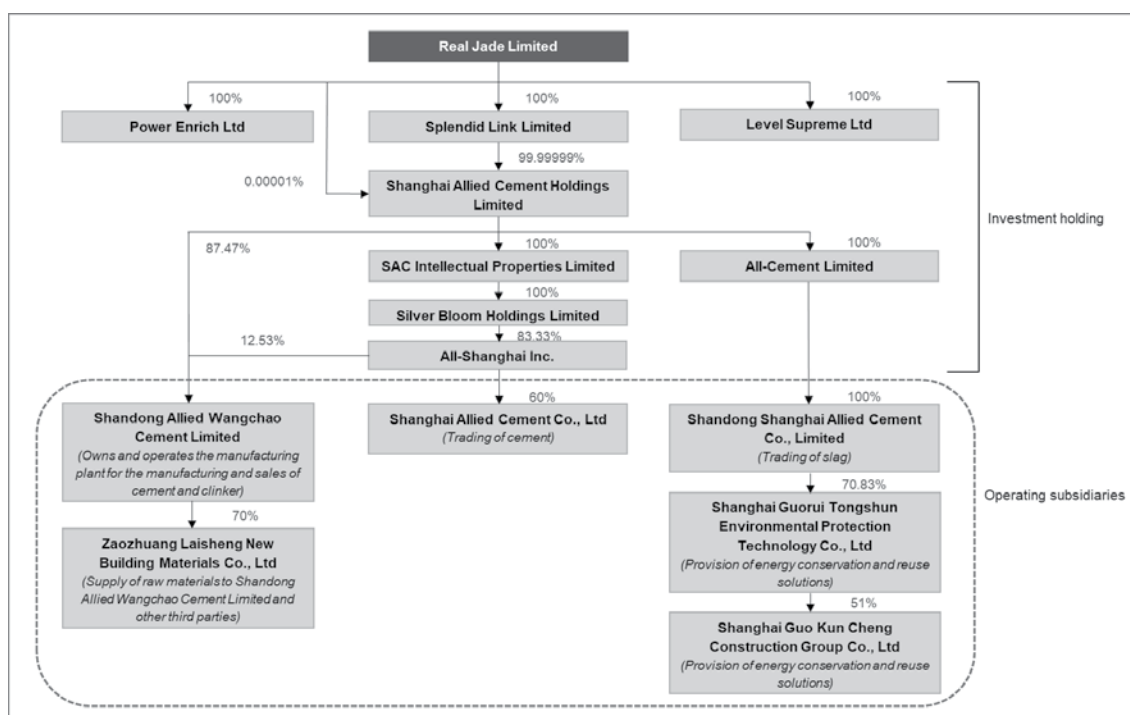 Real Jade Limited
100%
100%
100%
Power Enrich Ltd
Splendid Link Limited
Level Supreme Ltd
99.99999%
0.00001%
Shanghai Allied Cement Holdings
Limited
Investment holding
87.47%
100%
100%
SAC Intellectual Properties Limited
All-Cement Limited
100%
Silver Bloom Holdings Limited
12.53%
83.33%
All-Shanghai Inc.
60%
100%
Shandong Allied Wangchao
Cement Limited
(Owns and operates the manufacturing
plant for the manufacturing and sales of
cement and clinker)
Shanghai Allied Cement Co., Ltd
(Trading of cement)
Shandong Shanghai Allied Cement
Co., Limited
(Trading of slag)
Operating subsidiaries
70%
70.83%
Zaozhuang Laisheng New
Building Materials Co., Ltd
(Supply of raw materials to Shandong
Allied Wangchao Cement Limited and
other third parties)
Shanghai Guorui Tongshun
Environmental Protection
Technology Co., Ltd
(Provision of energy conservation and reuse
solutions)
51%
Shanghai Guo Kun Cheng
Construction Group Co., Ltd
(Provision of energy conservation and reuse
solutions)